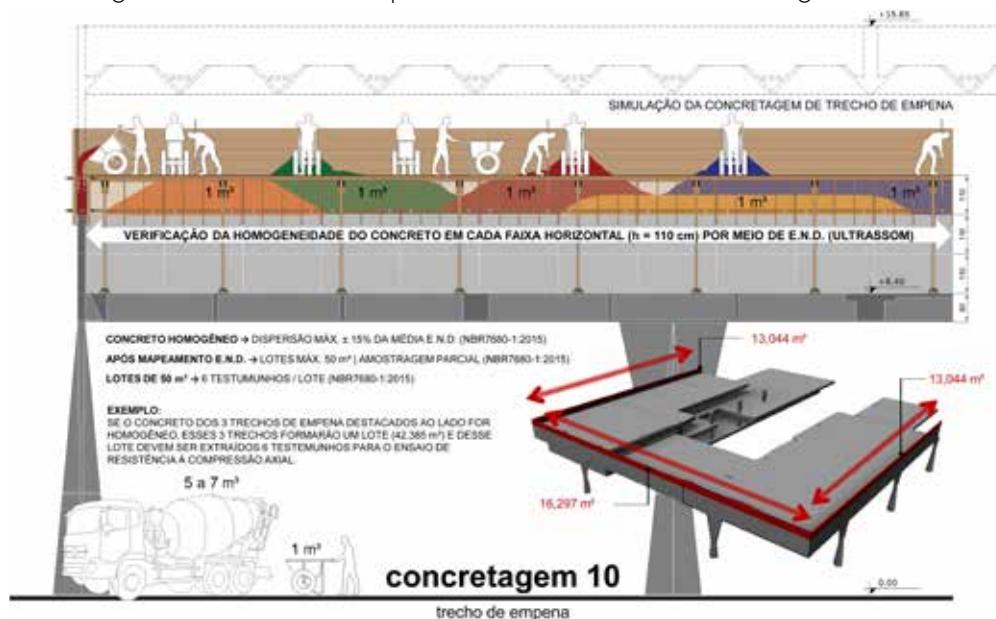 +15.85
SIMULAÇÃO DA CONCRETAGEM DE TRECHO DE EMPENA
1 m³ 1 m³ 1 m³ 1 m³ 1 m³
VERIFICAÇÃO DA HOMOGENEIDADE DO CONCRETO EM CADA FAIXA HORIZONTAL (h = 110 cm) POR MEIO DE E.N.D. (ULTRASSOM)
+8,40
CONCRETO HOMOGÊNEO → DISPERSÃO MÁX. ± 15% DA MÉDIA E.N.D. (NBR7680-1:2015)
APÓS MAPEAMENTO E.N.D. → LOTES MÁX. 50 m³ | AMOSTRAGEM PARCIAL (NBR7680-1:2015)
LOTES DE 50 m³ → 6 TESTUMUNHOS / LOTE (NBR7680-1:2015)
EXEMPLO:
SE O CONCRETO DOS 3 TRECHOS DE EMPENA DESTACADOS AO LADO FOR
HOMOGÊNEO, ESSES 3 TRECHOS FORMARÃO UM LOTE (42,385 m³) E DESSE
LOTE DEVEM SER EXTRAÍDOS 6 TESTEMUNHOS PARA O ENSAIO DE
RESISTÊNCIA À COMPRESSÃO AXIAL.
13,044 m³
13,044 m³
16,297 m³
5 a 7 m³
1 m³
concretagem 10
0.00
trecho de empena